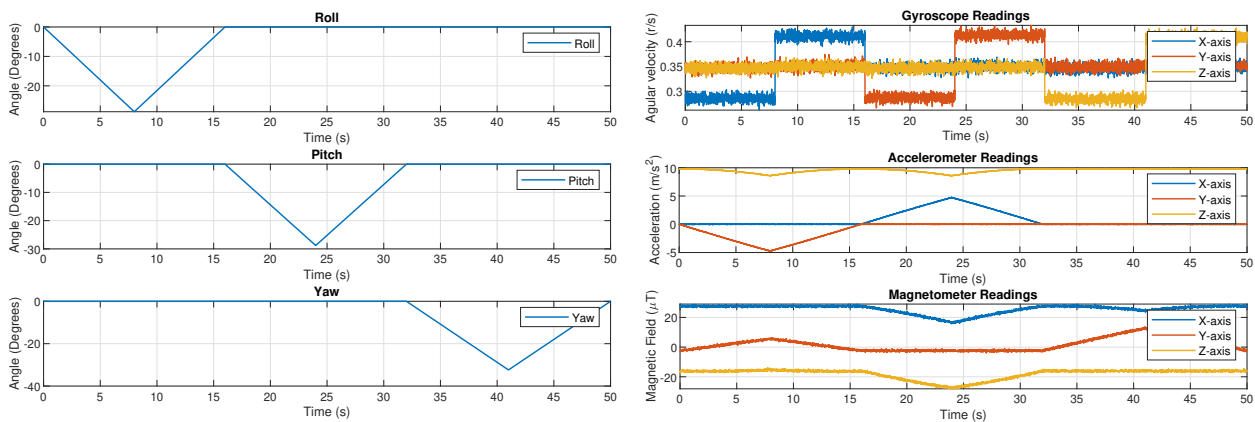 Roll
Angle (Degrees)
0
-10
-20
Roll
0 5 10 15 20 25 30 35 40 45 50
Time (s)
Pitch
Angle (Degrees)
0
-10
-20
-30
Pitch
0 5 10 15 20 25 30 35 40 45 50
Time (s)
Yaw
Angle (Degrees)
0
-20
-40
Yaw
0 5 10 15 20 25 30 35 40 45 50
Time (s)
Gyroscope Readings
Agular velocity (r/s)
0.4
0.35
0.3
X-axis
Y-axis
Z-axis
0 5 10 15 20 25 30 35 40 45 50
Time (s)
Accelerometer Readings
Acceleration (m/s²)
10
5
0
-5
X-axis
Y-axis
Z-axis
0 5 10 15 20 25 30 35 40 45 50
Time (s)
Magnetometer Readings
Magnetic Field (μT)
20
0
-20
X-axis
Y-axis
Z-axis
0 5 10 15 20 25 30 35 40 45 50
Time (s)